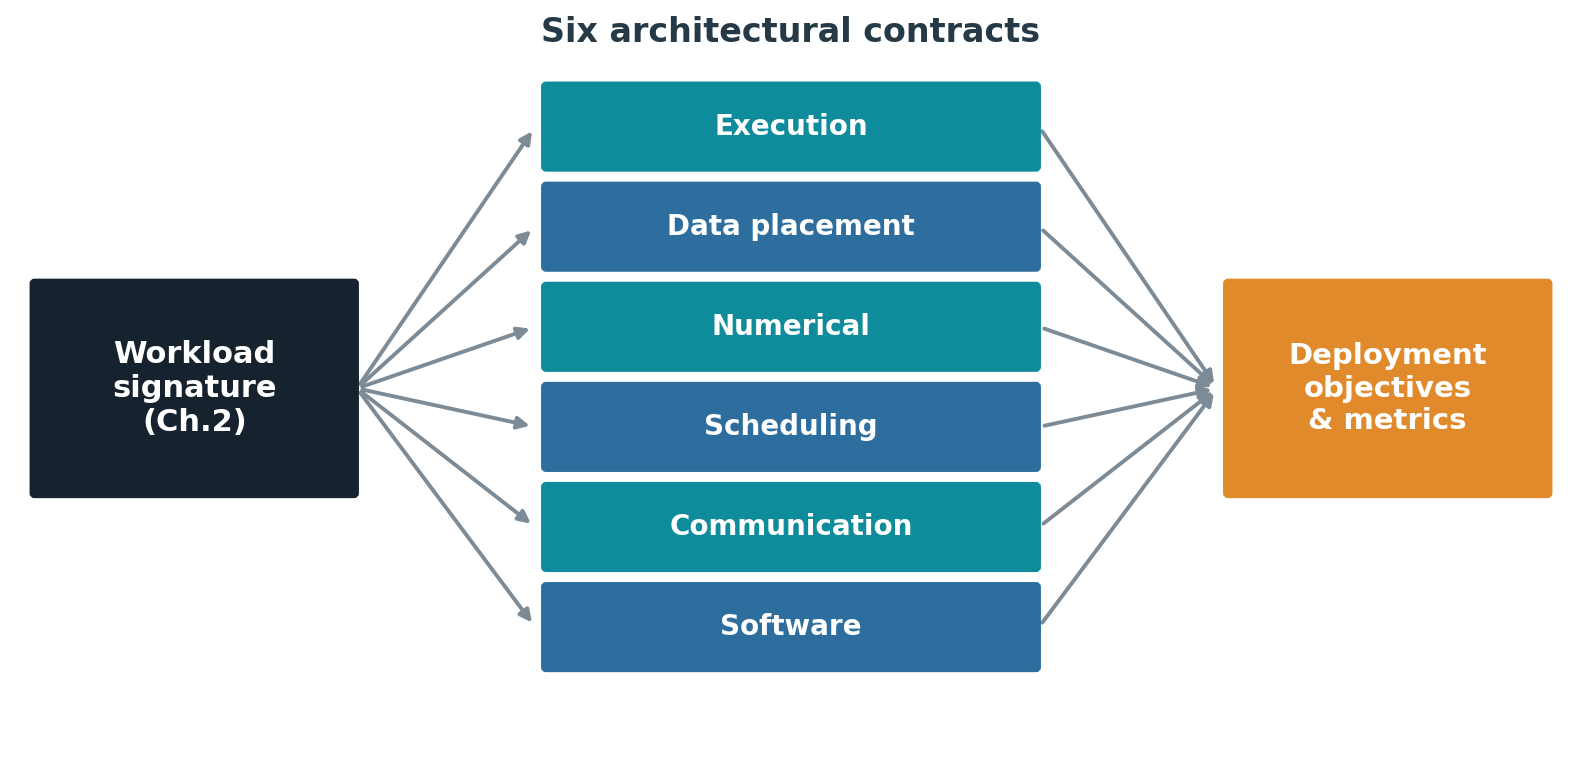 Six architectural contracts
Execution
Data placement
Numerical
Scheduling
Communication
Software
Workload
signature
(Ch.2)
Deployment
objectives
& metrics